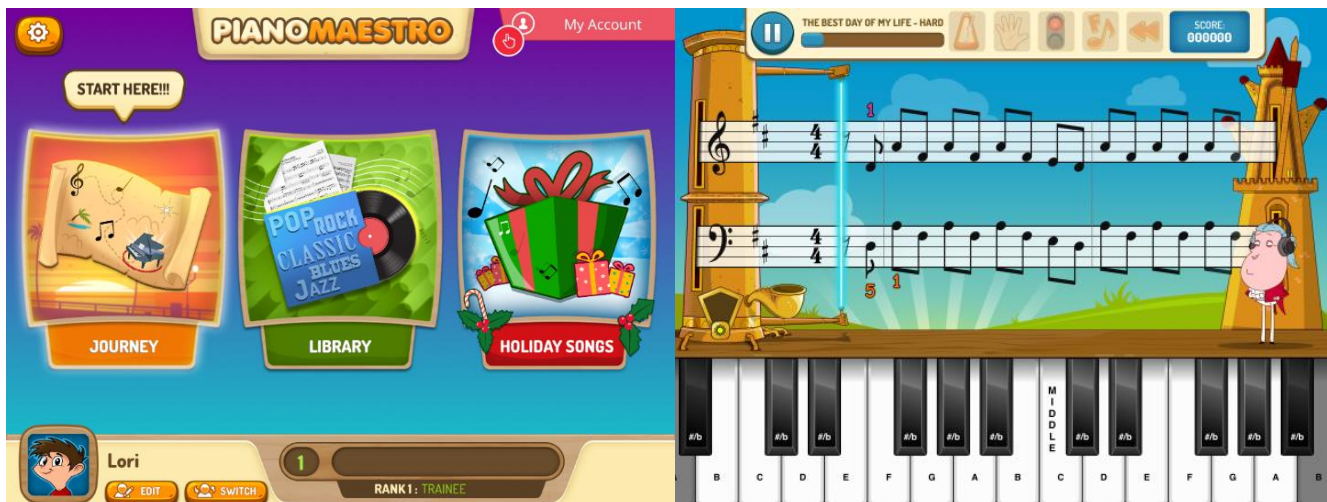 PIANOMAESTRO
My Account
START HERE!!!
POP ROCK
CLASSIC
BLUES
JAZZ
JOURNEY
LIBRARY
HOLIDAY SONGS
Lori
EDIT
SWITCH
1
RANK 1 : TRAINEE
THE BEST DAY OF MY LIFE - HARD
SCORE:
000000
1
4
4
4
4
5 1
MIDDLE
#/b #/b #/b #/b #/b #/b #/b #/b #/b #/b #/b
B C D E F G A B C D E F G A B